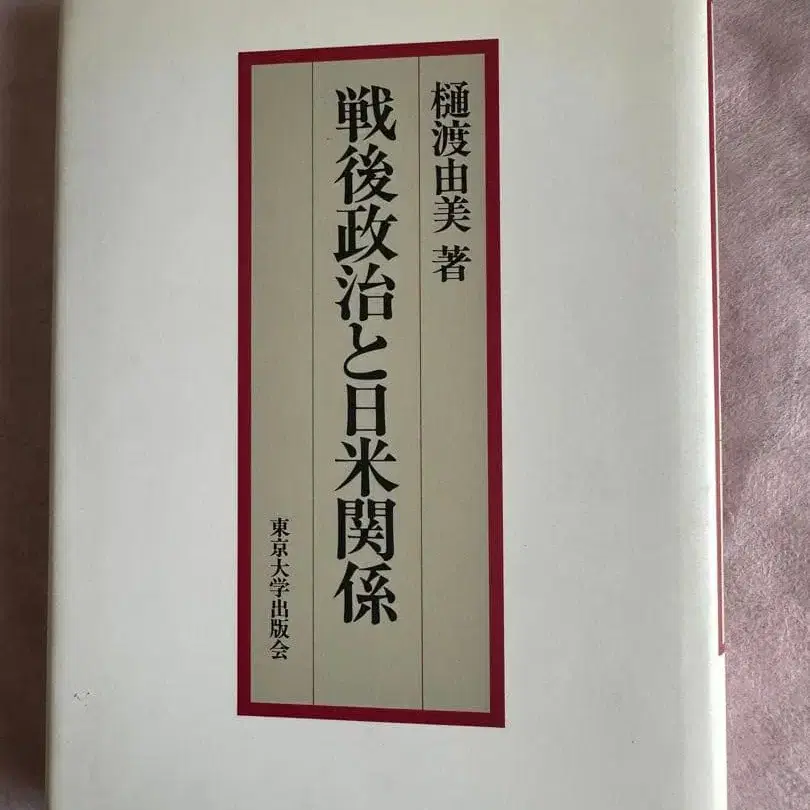 樋渡由美 著
戦後政治と日米関係
東京大学出版会